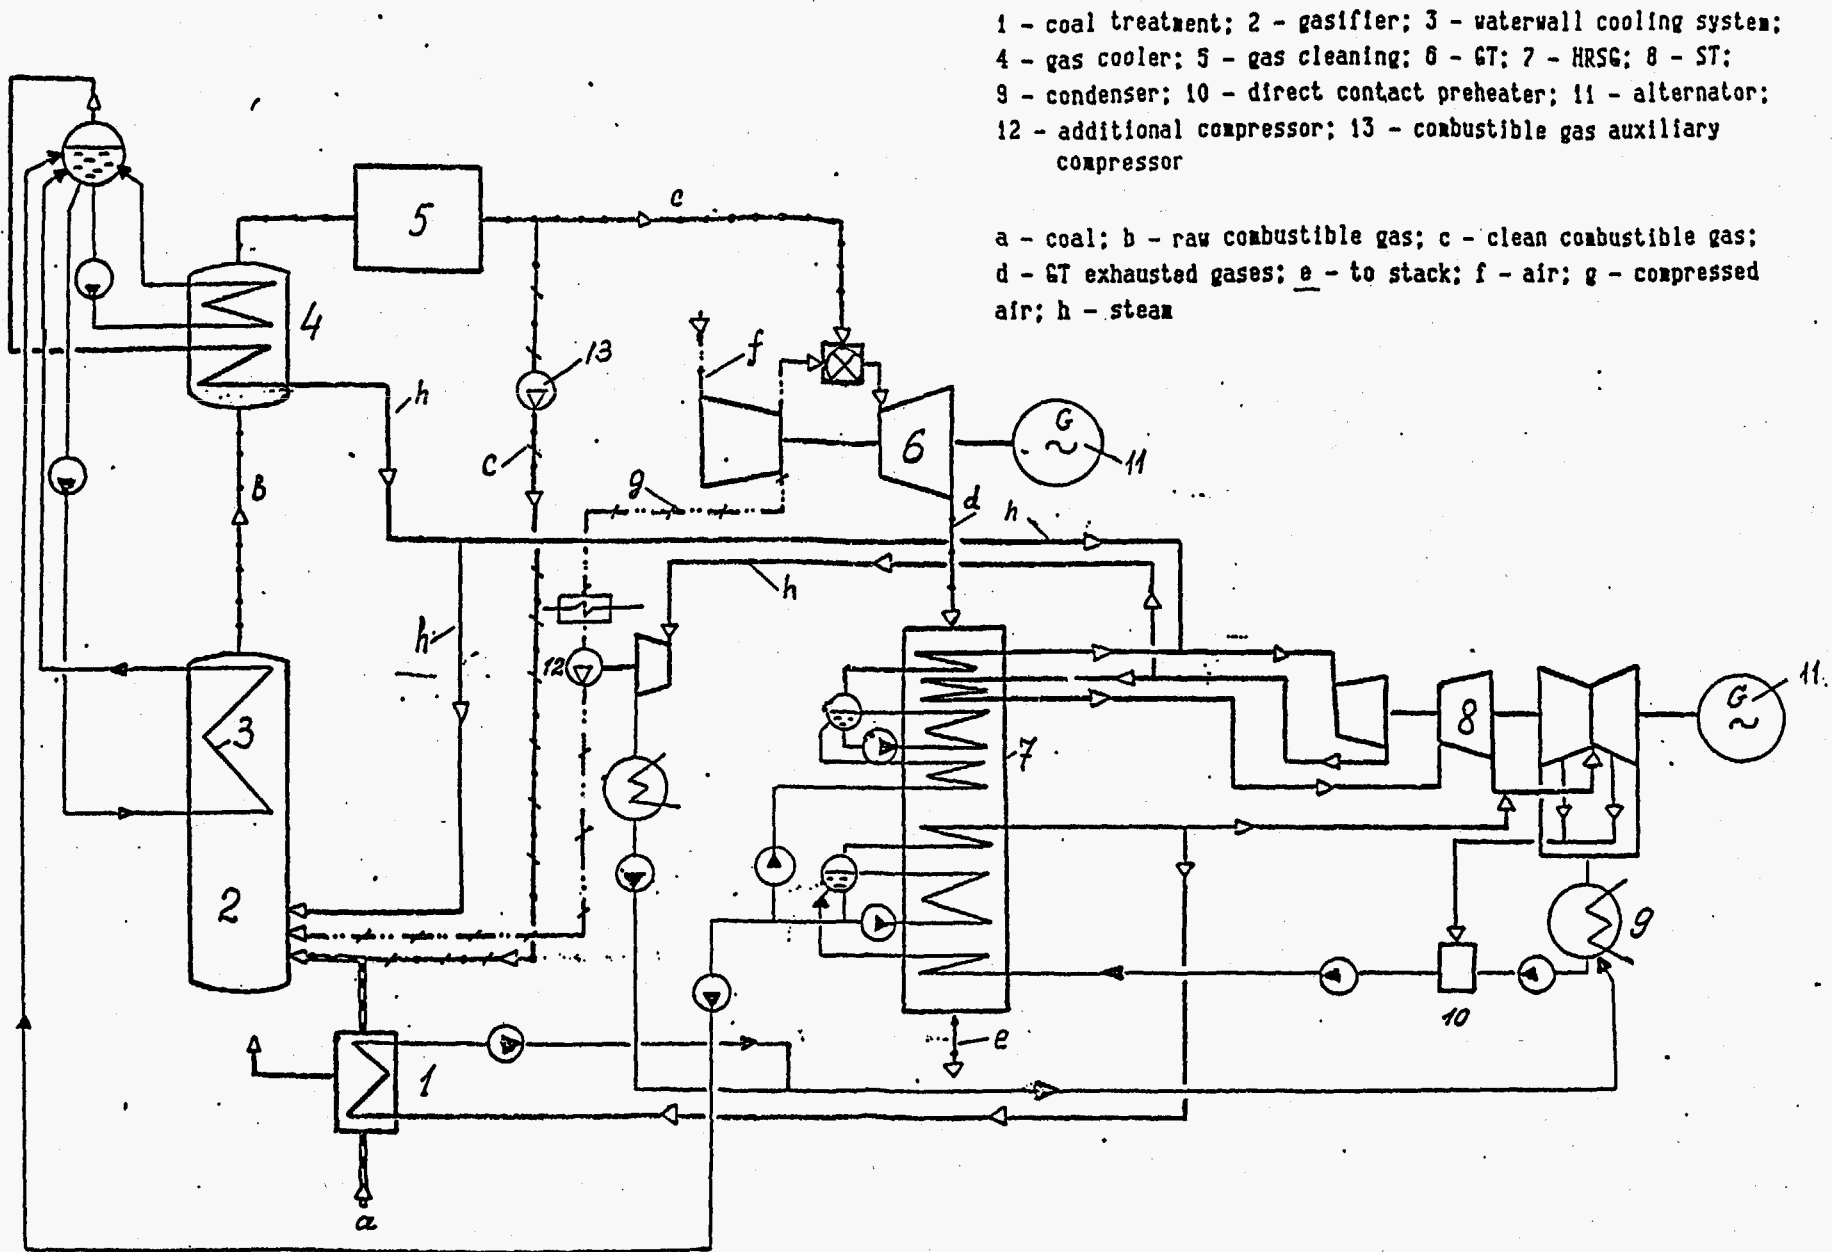 1 - coal treatment; 2 - gasifier; 3 - waterwall cooling system;
4 - gas cooler; 5 - gas cleaning; 6 - GT; 7 - HRSG; 8 - ST;
9 - condenser; 10 - direct contact preheater; 11 - alternator;
12 - additional compressor; 13 - combustible gas auxiliary
compressor
a - coal; b - raw combustible gas; c - clean combustible gas;
d - GT exhausted gases; e - to stack; f - air; g - compressed
air; h - steam
c
5
4
13
f
h
G
~
6
11
c
g
b
d
h
h
h
12
3
7
8
G
~
11
2
9
10
e
1
a